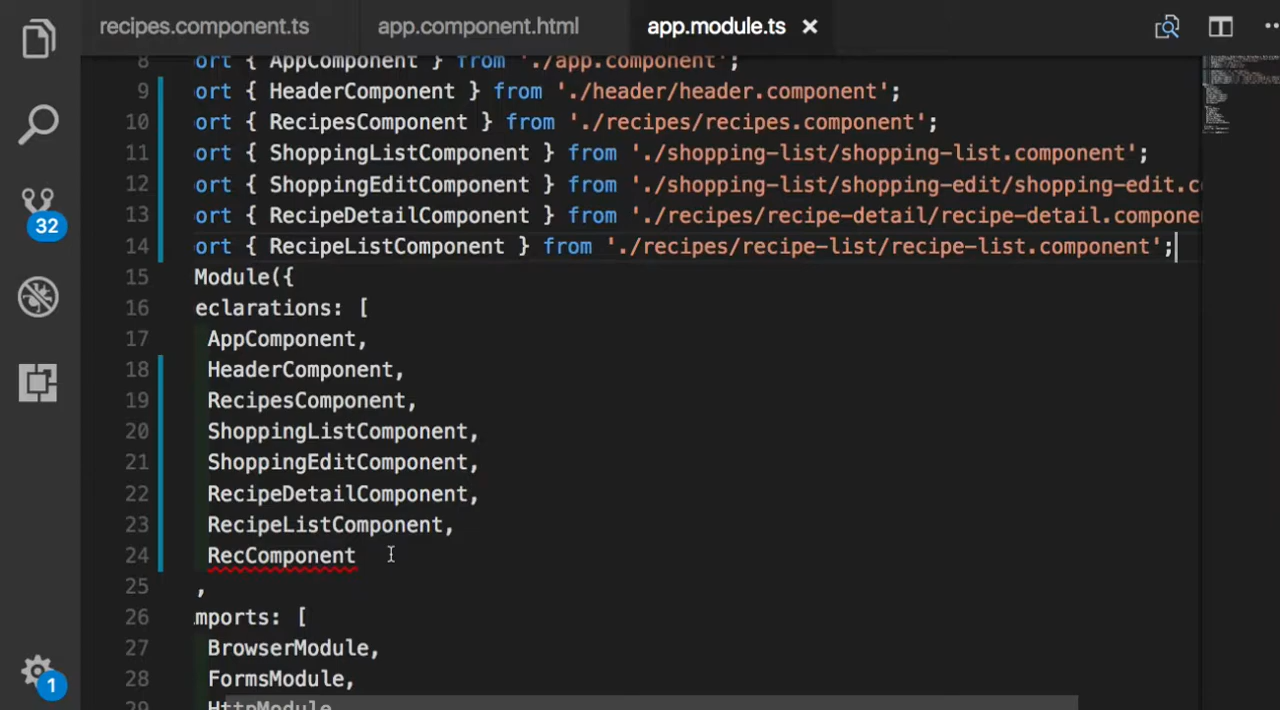 recipes.component.ts app.component.html app.module.ts
8 ort { AppComponent } from './app.component';
9 ort { HeaderComponent } from './header/header.component';
10 ort { RecipesComponent } from './recipes/recipes.component';
11 ort { ShoppingListComponent } from './shopping-list/shopping-list.component';
12 ort { ShoppingEditComponent } from './shopping-list/shopping-edit/shopping-edit.c
13 ort { RecipeDetailComponent } from './recipes/recipe-detail/recipe-detail.compone
14 ort { RecipeListComponent } from './recipes/recipe-list/recipe-list.component';
15 Module({
16 eclarations: [
17 AppComponent,
18 HeaderComponent,
19 RecipesComponent,
20 ShoppingListComponent,
21 ShoppingEditComponent,
22 RecipeDetailComponent,
23 RecipeListComponent,
24 RecComponent
25 ,
26 mports: [
27 BrowserModule,
28 FormsModule,
29 HttpModule
32
1